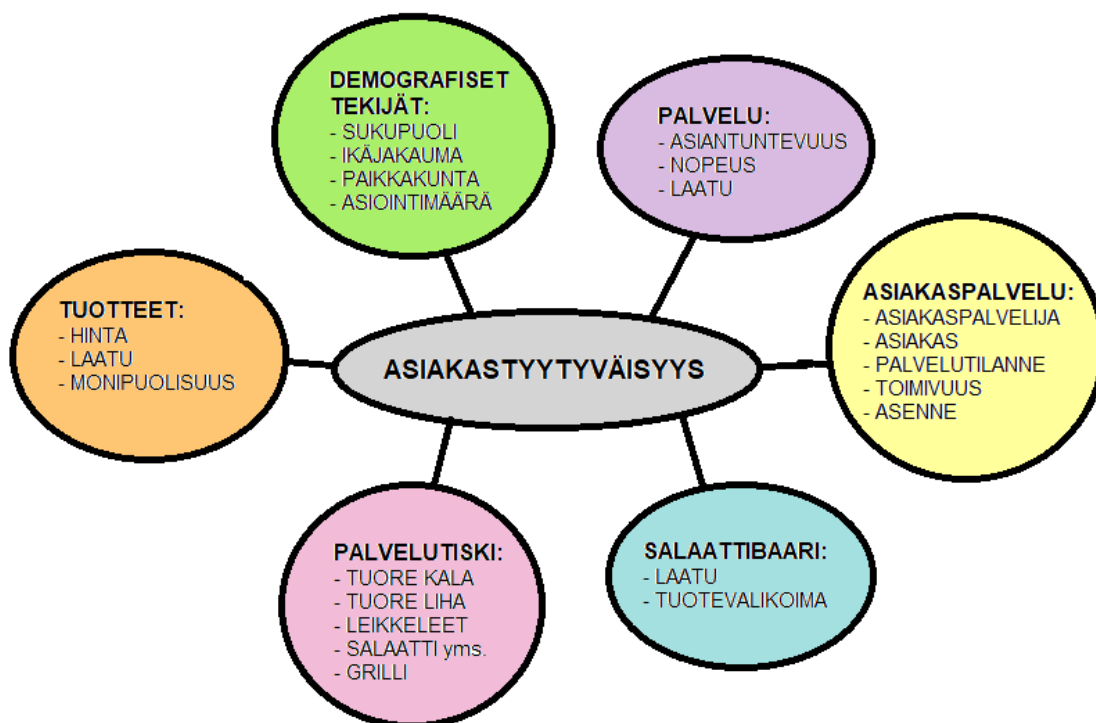 DEMOGRAFISET
TEKIJÄT:
- SUKUPUOLI
- IKÄJAKAUMA
- PAIKKAKUNTA
- ASIOINTIMÄÄRÄ
PALVELU:
- ASIANTUNTEVUUS
- NOPEUS
- LAATU
TUOTTEET:
- HINTA
- LAATU
- MONIPUOLISUUS
ASIAKASTYYTYVÄISYYS
ASIAKASPALVELU:
- ASIAKASPALVELIJA
- ASIAKAS
- PALVELUTILANNE
- TOIMIVUUS
- ASENNE
PALVELUTISKI:
- TUORE KALA
- TUORE LIHA
- LEIKKELEET
- SALAATTI yms.
- GRILLI
SALAATTIBAARI:
- LAATU
- TUOTEVALIKOIMA